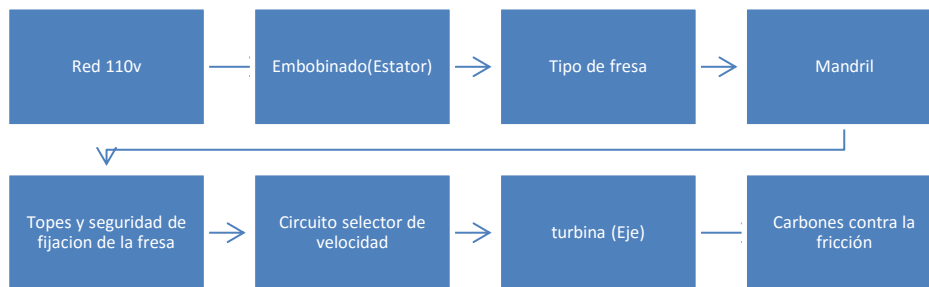 Red 110v
Embobinado(Estator)
Tipo de fresa
Mandril
Topes y seguridad de
fijacion de la fresa
Circuito selector de
velocidad
turbina (Eje)
Carbones contra la
fricción